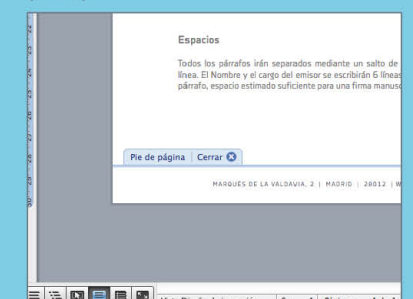 Espacios
Todos los párrafos irán separados mediante un salto de
línea. El Nombre y el cargo del emisor se escribirán 6 líneas
párrafo, espacio estimado suficiente para una firma manusc
Pie de página Cerrar
MARQUÉS DE LA VALDAVIA, 2 | MADRID | 28012 | W